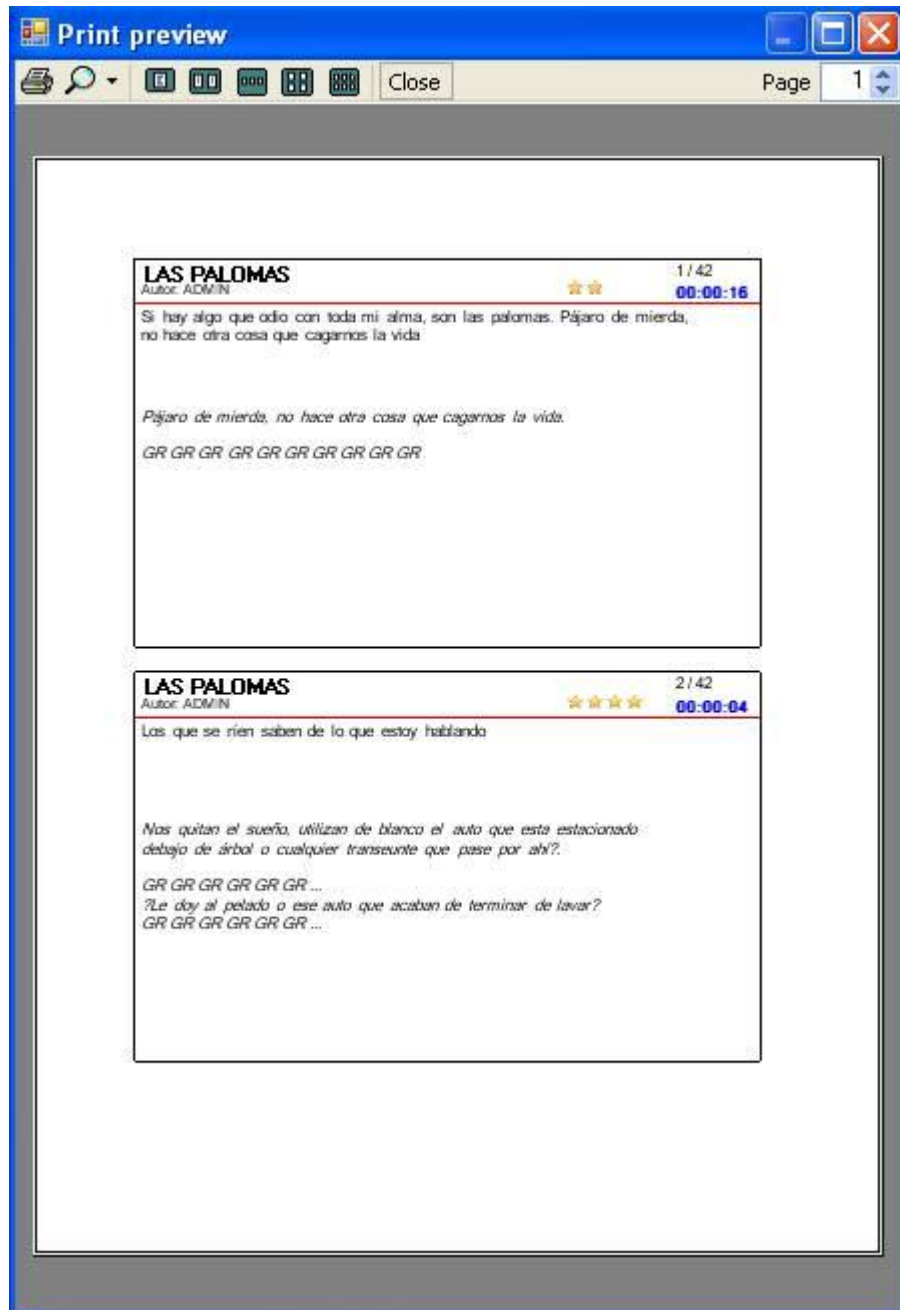 Print preview
Close
Page 1
LAS PALOMAS
1 / 42
Autor: ADMIN
00:00:16
Si hay algo que odio con toda mi alma, son las palomas. Pájaro de mierda,
no hace otra cosa que cagarnos la vida
Pájaro de mierda, no hace otra cosa que cagarnos la vida.
GR GR GR GR GR GR GR GR GR GR
LAS PALOMAS
2 / 42
Autor: ADMIN
00:00:04
Los que se ríen saben de lo que estoy hablando
Nos quitan el sueño, utilizan de blanco el auto que esta estacionado
debajo de árbol o cualquier transeunte que pase por ahí?.
GR GR GR GR GR GR ...
?Le doy al pelado o ese auto que acaban de terminar de lavar?
GR GR GR GR GR GR ...